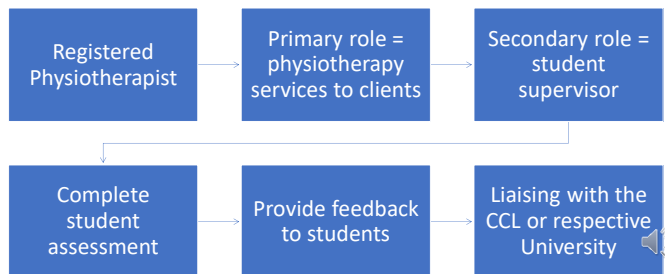 Registered
Physiotherapist
Primary role =
physiotherapy
services to clients
Secondary role =
student
supervisor
Complete
student
assessment
Provide feedback
to students
Liaising with the
CCL or respective
University